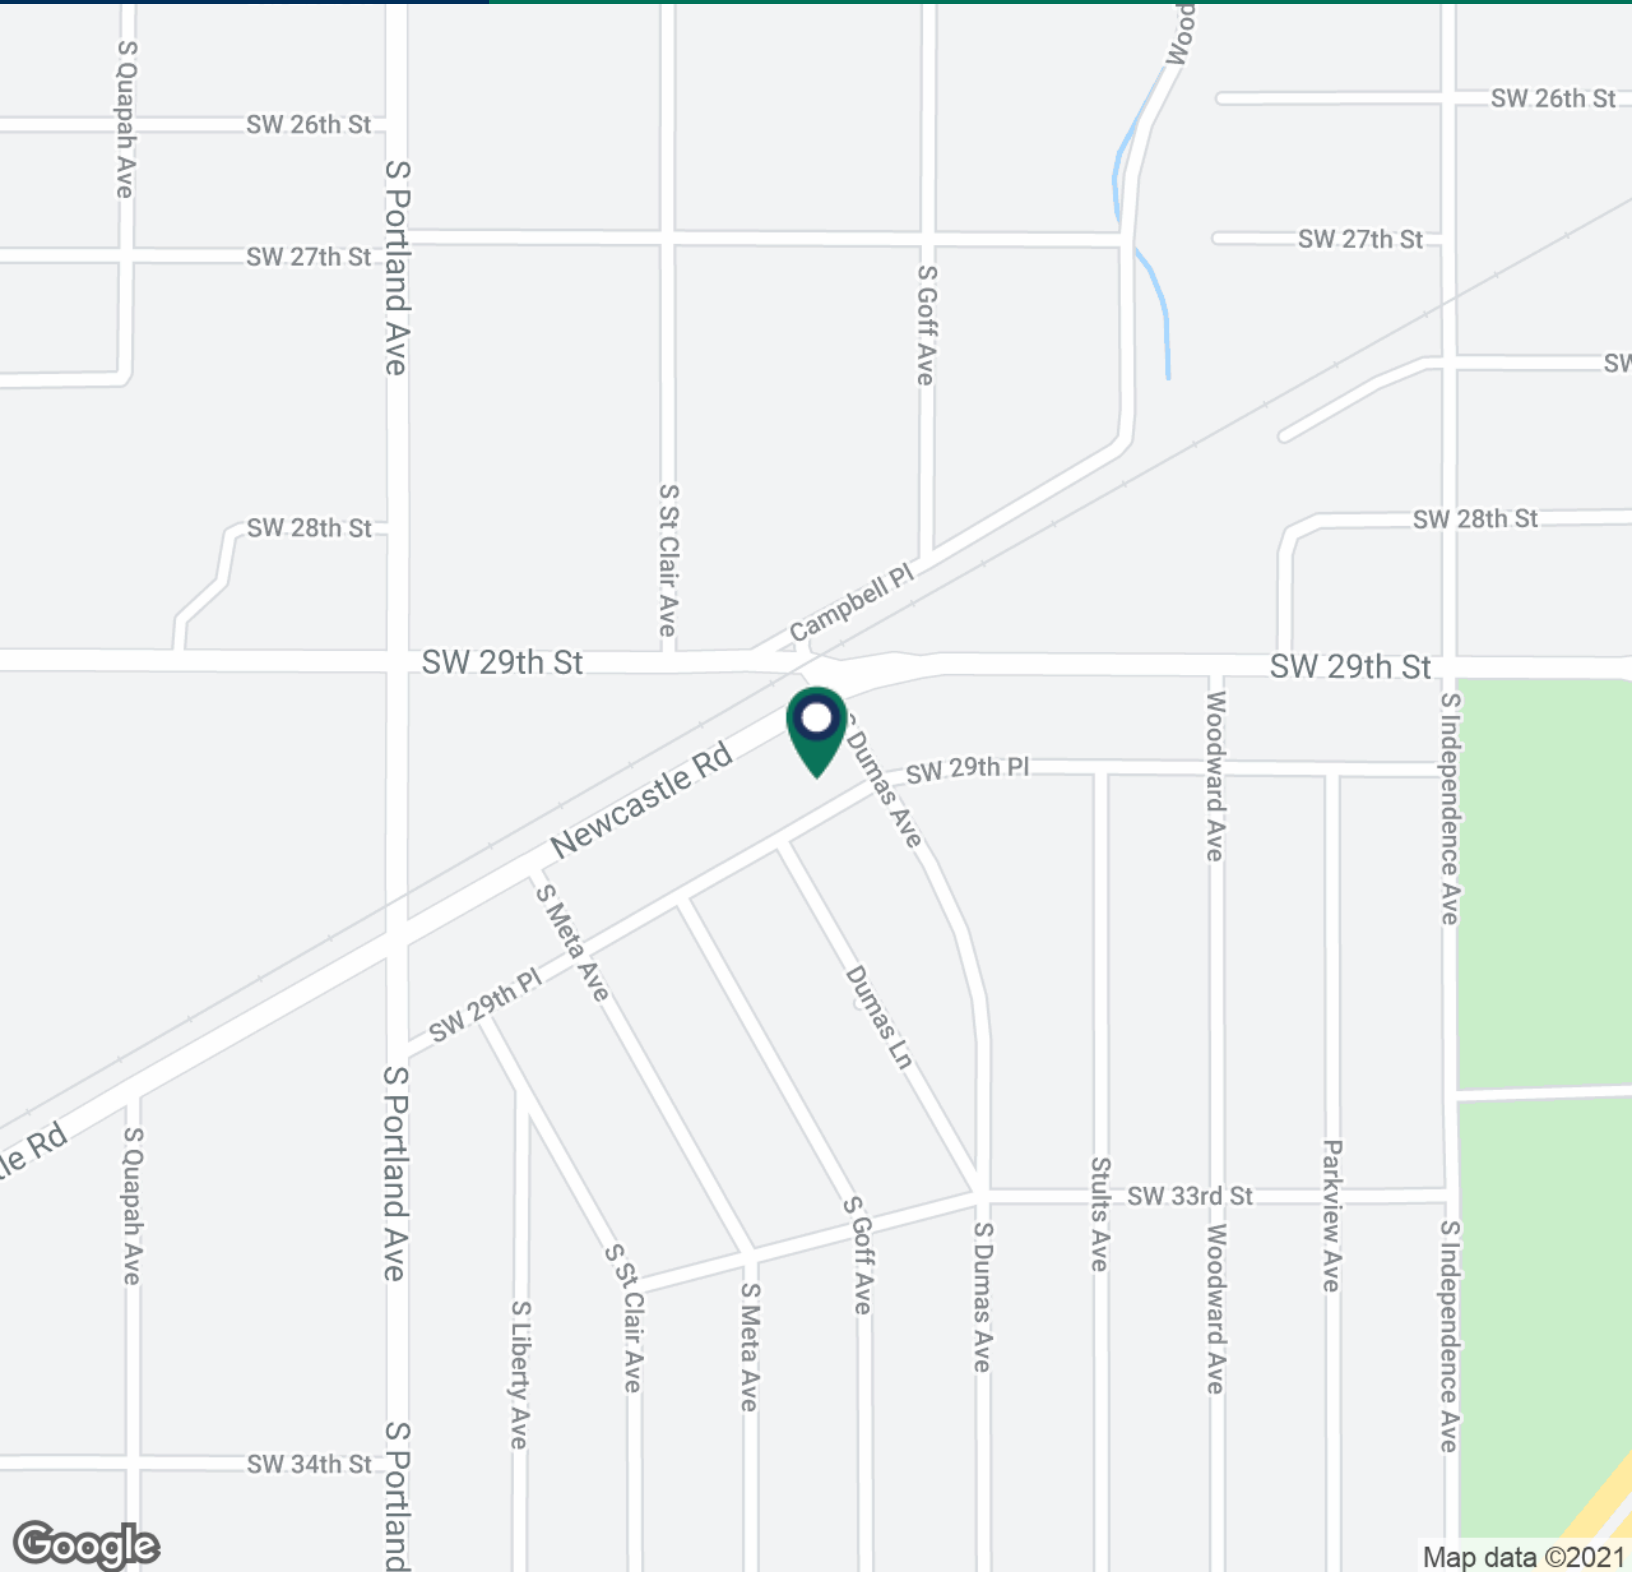 Woo
S Quapah Ave
SW 26th St
SW 26th St
S Portland Ave
SW 27th St
SW 27th St
S Goff Ave
SW
SW 28th St
S St Clair Ave
SW 28th St
Campbell Pl
SW 29th St
SW 29th St
Newcastle Rd
S Dumas Ave
SW 29th Pl
Woodward Ave
S Independence Ave
S Meta Ave
SW 29th Pl
Dumas Ln
S Portland Ave
tle Rd
S Quapah Ave
Stults Ave
SW 33rd St
Parkview Ave
S St Clair Ave
S Goff Ave
S Dumas Ave
Woodward Ave
S Independence Ave
S Liberty Ave
S Meta Ave
S Portland
SW 34th St
Google
Map data ©2021